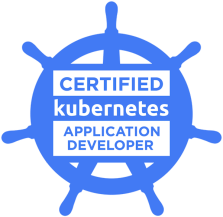 CERTIFIED
kubernetes
APPLICATION
DEVELOPER